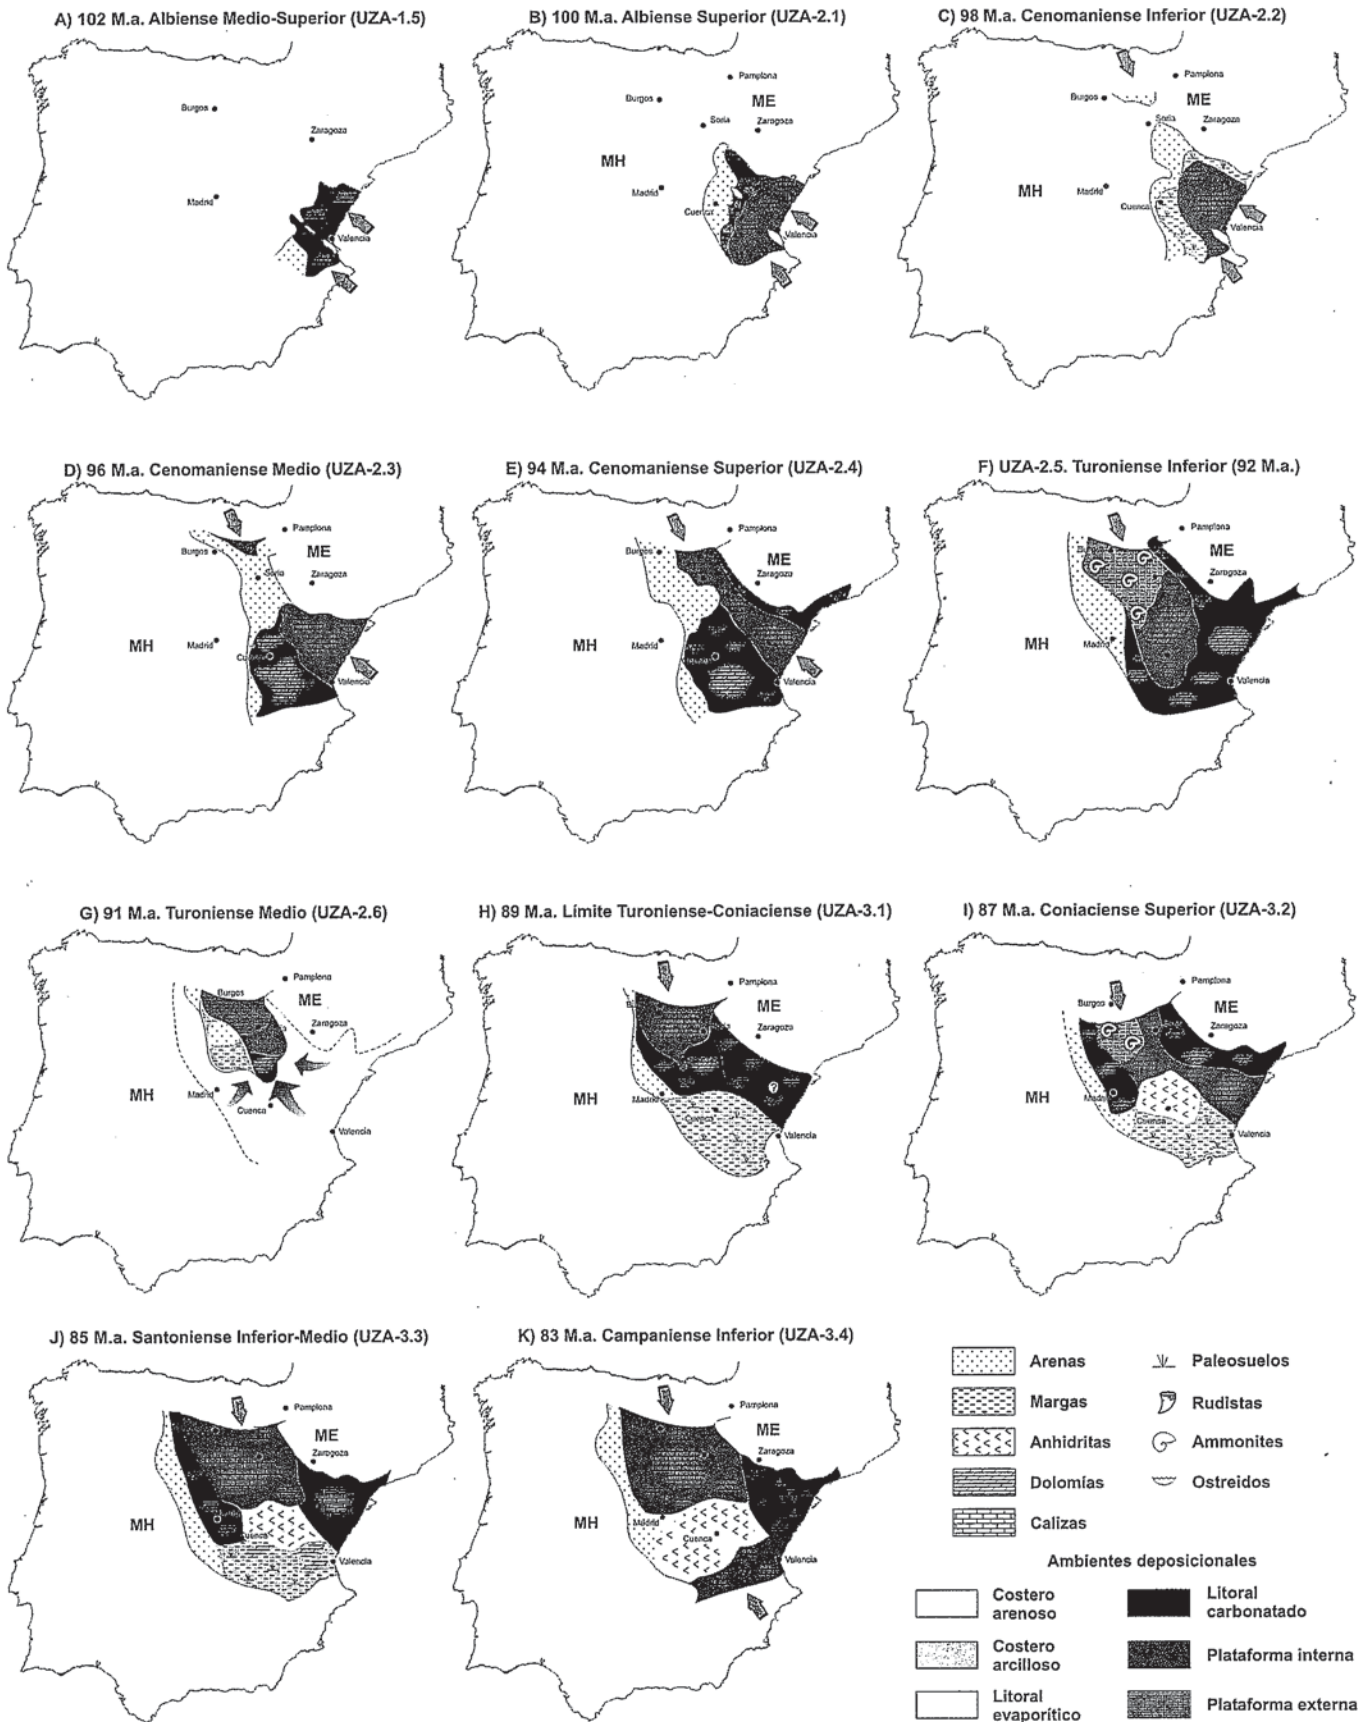 A) 102 M.a. Albiense Medio-Superior (UZA-1.5)
Burgos
Zaragoza
Madrid
Valencia
B) 100 M.a. Albiense Superior (UZA-2.1)
Pamplona
Burgos
ME
Soria
Zaragoza
MH
Madrid
Cuenca
Valencia
C) 98 M.a. Cenomaniense Inferior (UZA-2.2)
Pamplona
Burgos
ME
Soria
Zaragoza
MH
Madrid
Cuenca
Valencia
D) 96 M.a. Cenomaniense Medio (UZA-2.3)
Pamplona
Burgos
ME
Soria
Zaragoza
MH
Madrid
Valencia
E) 94 M.a. Cenomaniense Superior (UZA-2.4)
Pamplona
Burgos
ME
Zaragoza
MH
Madrid
Valencia
F) UZA-2.5. Turoniense Inferior (92 M.a.)
Pamplona
ME
Zaragoza
MH
Madrid
Valencia
G) 91 M.a. Turoniense Medio (UZA-2.6)
Pamplona
Burgos
ME
Zaragoza
MH
Madrid
Cuenca
Valencia
H) 89 M.a. Límite Turoniense-Coniaciense (UZA-3.1)
Pamplona
ME
Zaragoza
MH
Madrid
Cuenca
Valencia
?
I) 87 M.a. Coniaciense Superior (UZA-3.2)
Pamplona
Burgos
ME
Zaragoza
MH
Madrid
Cuenca
Valencia
?
J) 85 M.a. Santoniense Inferior-Medio (UZA-3.3)
Pamplona
ME
Zaragoza
MH
Cuenca
Valencia
K) 83 M.a. Campaniense Inferior (UZA-3.4)
Pamplona
ME
Zaragoza
MH
Madrid
Cuenca
Valencia
Arenas
Margas
Anhidritas
Dolomías
Calizas
Paleosuelos
Rudistas
Ammonites
Ostreidos
Ambientes deposicionales
Costero
arenoso
Costero
arcilloso
Litoral
evaporítico
Litoral
carbonatado
Plataforma interna
Plataforma externa